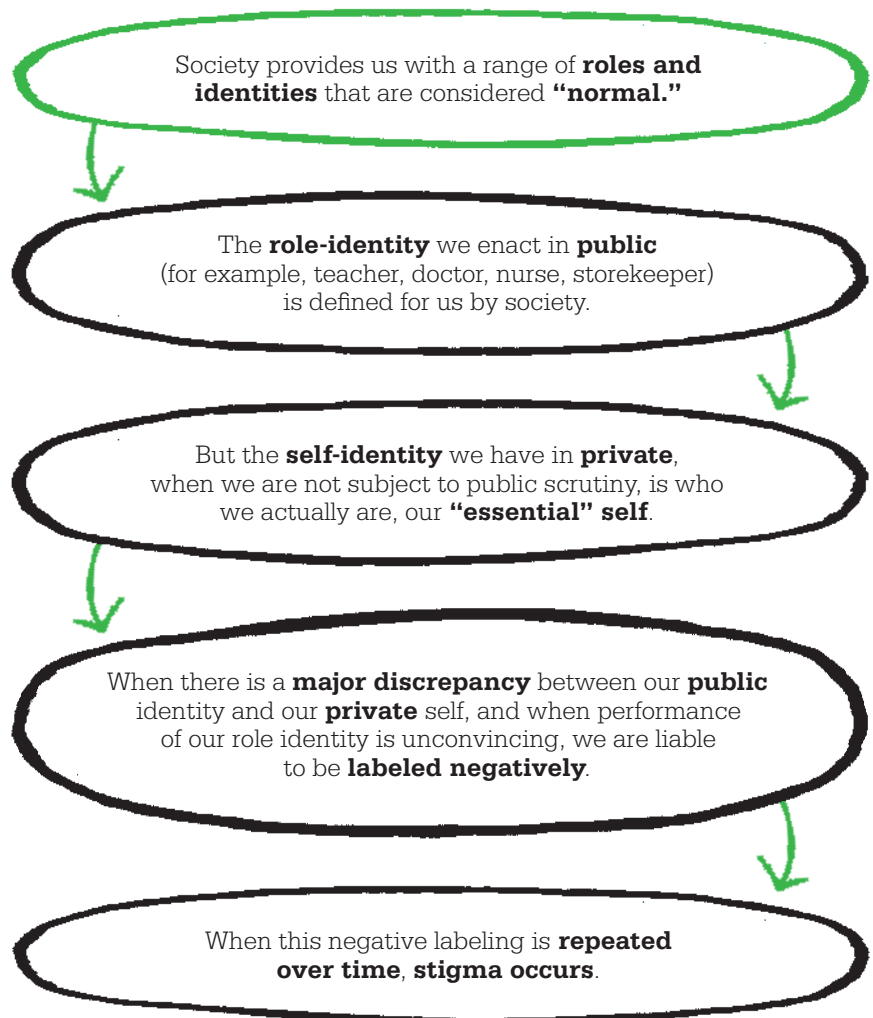 Society provides us with a range of roles and
identities that are considered “normal.”
The role-identity we enact in public
(for example, teacher, doctor, nurse, storekeeper)
is defined for us by society.
But the self-identity we have in private,
when we are not subject to public scrutiny, is who
we actually are, our “essential” self.
When there is a major discrepancy between our public
identity and our private self, and when performance
of our role identity is unconvincing, we are liable
to be labeled negatively.
When this negative labeling is repeated
over time, stigma occurs.